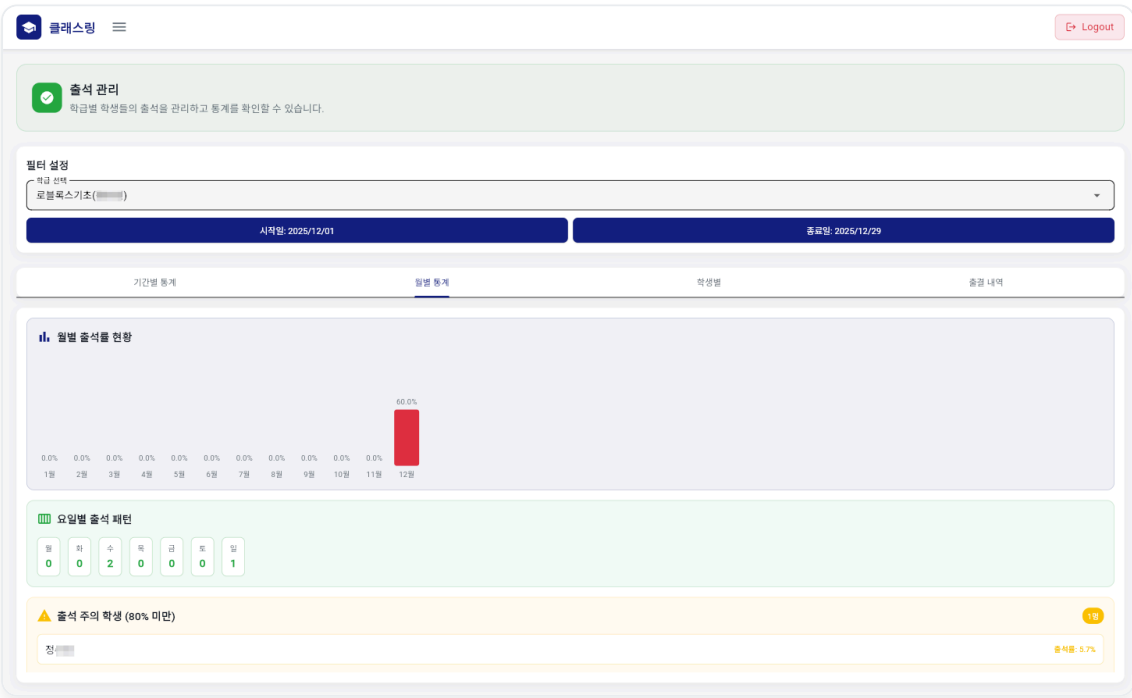 클래스링
Logout
출석 관리
학급별 학생들의 출석을 관리하고 통계를 확인할 수 있습니다.
필터 설정
학급 선택
로블록스기초( )
시작일: 2025/12/01 종료일: 2025/12/29
기간별 통계 월별 통계 학생별 출결 내역
월별 출석률 현황
60.0%
0.0% 0.0% 0.0% 0.0% 0.0% 0.0% 0.0% 0.0% 0.0% 0.0% 0.0%
1월 2월 3월 4월 5월 6월 7월 8월 9월 10월 11월 12월
요일별 출석 패턴
월 화 수 목 금 토 일
0 0 2 0 0 0 1
출석 주의 학생 (80% 미만) 1명
정
출석률: 5.7%